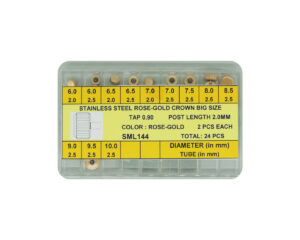 6.0 6.0 6.5 6.5 7.0 7.0 7.5 8.0 8.5
2.0 2.5 2.0 2.5 2.0 2.5 2.5 2.5 2.5
STAINLESS STEEL ROSE-GOLD CROWN BIG SIZE
TAP 0.90 POST LENGTH 2.0MM
COLOR : ROSE-GOLD 2 PCS EACH
SML144 TOTAL: 24 PCS
9.0 9.5 10.0 DIAMETER (in mm)
2.5 2.5 2.5 TUBE (in mm)